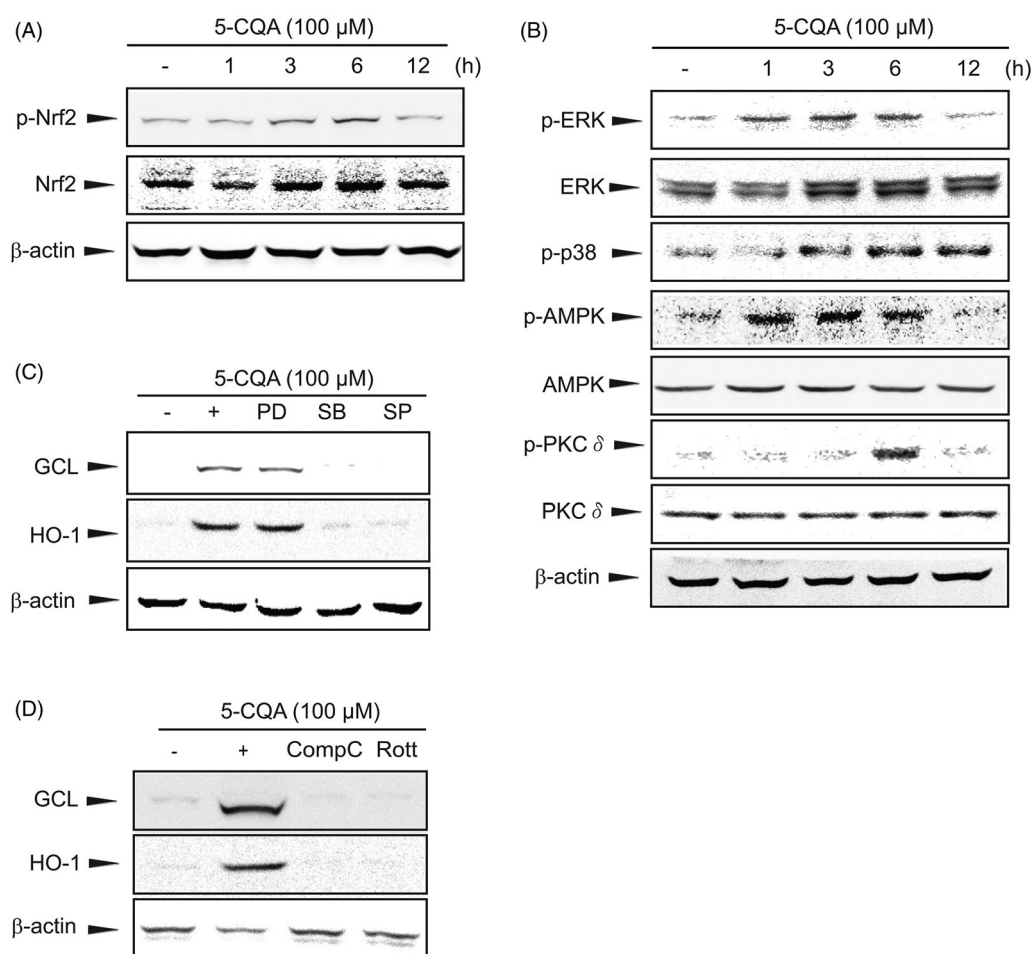 (A)
5-CQA (100 μM)
- 1 3 6 12 (h)
p-Nrf2
Nrf2
β-actin
(B)
5-CQA (100 μM)
- 1 3 6 12 (h)
p-ERK
ERK
p-p38
p-AMPK
AMPK
p-PKC δ
PKC δ
β-actin
(C)
5-CQA (100 μM)
- + PD SB SP
GCL
HO-1
β-actin
(D)
5-CQA (100 μM)
- + CompC Rott
GCL
HO-1
β-actin